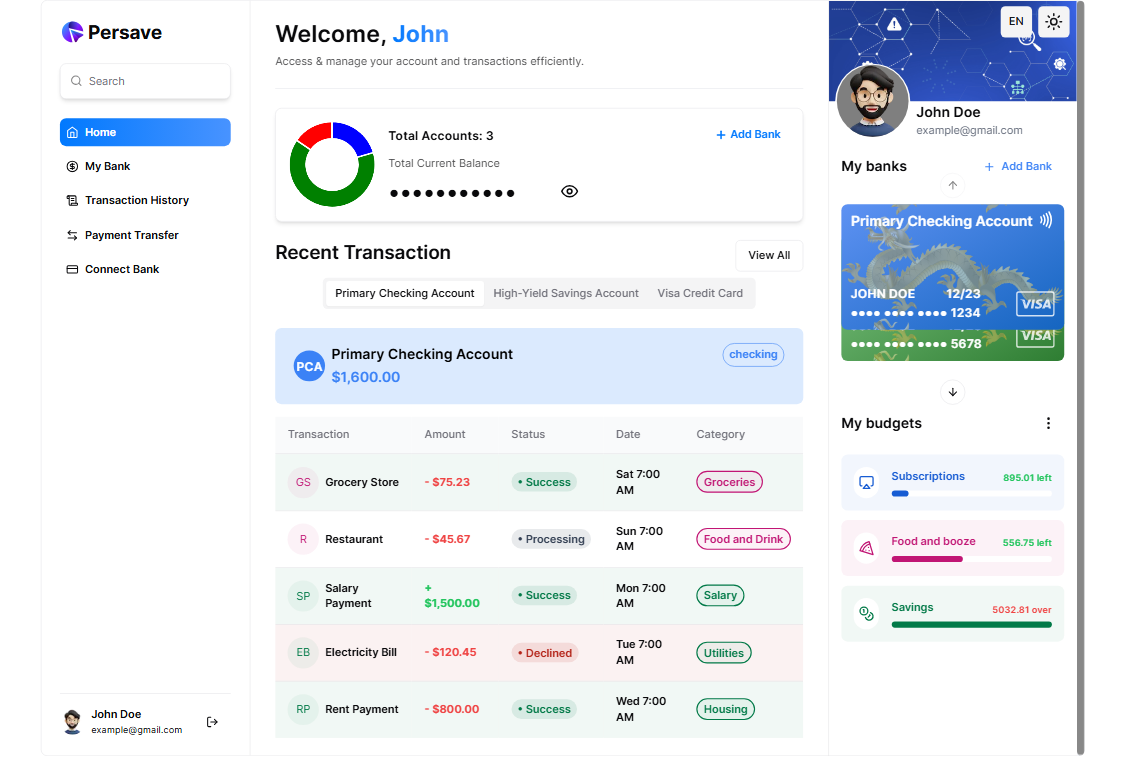 Persave
Search
Home
My Bank
Transaction History
Payment Transfer
Connect Bank
John Doe
example@gmail.com
Welcome, John
Access & manage your account and transactions efficiently.
Total Accounts: 3
+ Add Bank
Total Current Balance
●●●●●●●●●●●
Recent Transaction
View All
Primary Checking Account
High-Yield Savings Account
Visa Credit Card
PCA
Primary Checking Account
checking
$1,600.00
Transaction Amount Status Date Category
GS Grocery Store - $75.23 • Success Sat 7:00 Groceries
AM
R Restaurant - $45.67 • Processing Sun 7:00 Food and Drink
AM
SP Salary + • Success Mon 7:00 Salary
Payment $1,500.00 AM
EB Electricity Bill - $120.45 • Declined Tue 7:00 Utilities
AM
RP Rent Payment - $800.00 • Success Wed 7:00 Housing
AM
EN
John Doe
example@gmail.com
My banks
+ Add Bank
Primary Checking Account
JOHN DOE 12/23
●●●● ●●●● ●●●● 1234
VISA
●●●● ●●●● ●●●● 5678
VISA
My budgets
Subscriptions 895.01 left
Food and booze 556.75 left
Savings 5032.81 over